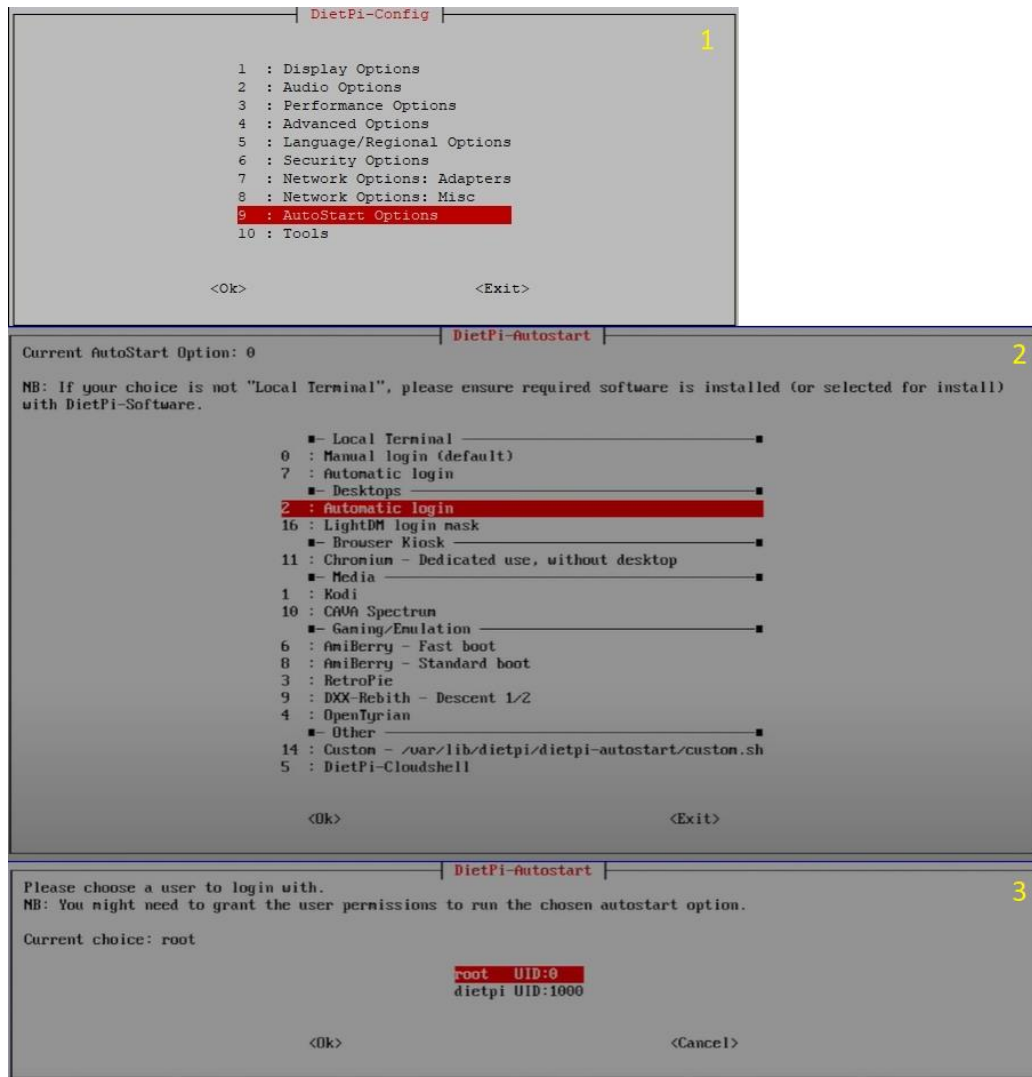 DietPi-Config
1
1 : Display Options
2 : Audio Options
3 : Performance Options
4 : Advanced Options
5 : Language/Regional Options
6 : Security Options
7 : Network Options: Adapters
8 : Network Options: Misc
9 : AutoStart Options
10 : Tools
<Ok> <Exit>
DietPi-Autostart
Current AutoStart Option: 0
2
NB: If your choice is not "Local Terminal", please ensure required software is installed (or selected for install)
with DietPi-Software.
Local Terminal
0 : Manual login (default)
7 : Automatic login
Desktops
2 : Automatic login
16 : LightDM login mask
Browser Kiosk
11 : Chromium - Dedicated use, without desktop
Media
1 : Kodi
10 : CAVA Spectrum
Gaming/Emulation
6 : AmiBerry - Fast boot
8 : AmiBerry - Standard boot
3 : RetroPie
9 : DXX-Rebith - Descent 1/2
4 : OpenTyrian
Other
14 : Custom - /var/lib/dietpi/dietpi-autostart/custom.sh
5 : DietPi-Cloudshell
<Ok> <Exit>
DietPi-Autostart
Please choose a user to login with.
3
NB: You might need to grant the user permissions to run the chosen autostart option.
Current choice: root
root UID:0
dietpi UID:1000
<Ok> <Cancel>